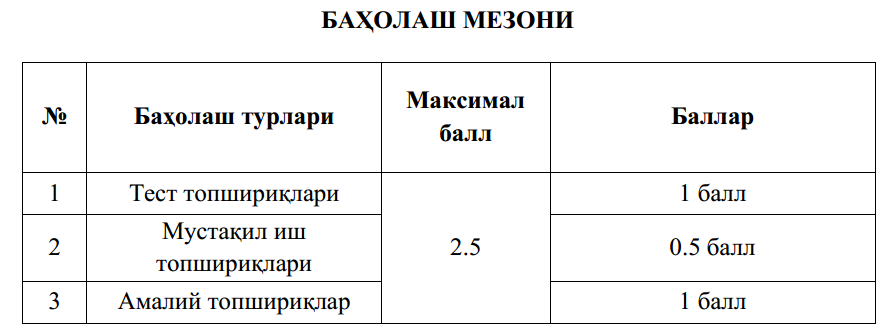 БАҲОЛАШ МЕЗОНИ
№ Баҳолаш турлари Максимал балл Баллар
1 Тест топшириқлари 1 балл
2 Мустақил иш топшириқлари 2.5 0.5 балл
3 Амалий топшириқлар 1 балл